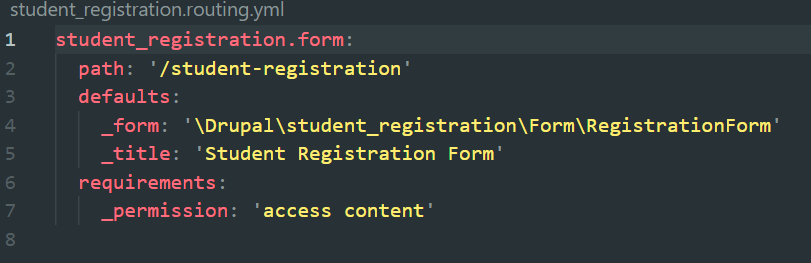 student_registration.routing.yml
1 student_registration.form:
2   path: '/student-registration'
3   defaults:
4     _form: '\Drupal\student_registration\Form\RegistrationForm'
5     _title: 'Student Registration Form'
6   requirements:
7     _permission: 'access content'
8